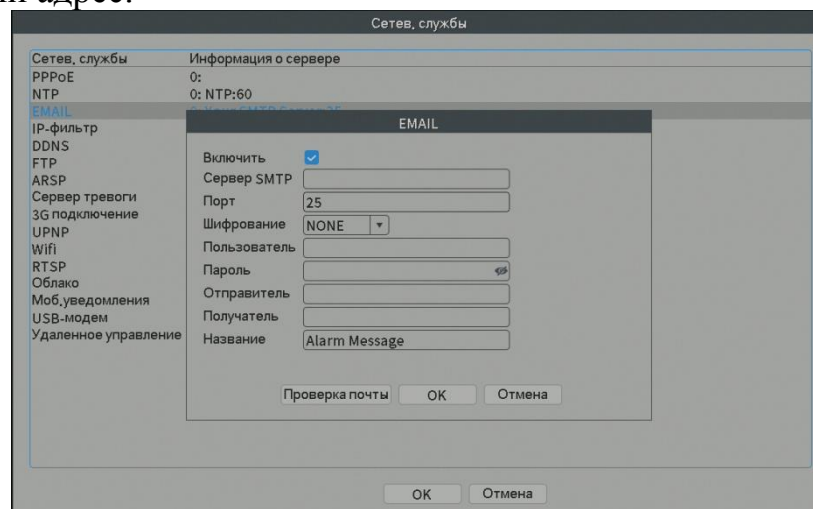 адрес.
Сетев, службы
Сетев, службы Информация о сервере
PPPoE 0:
NTP 0: NTP:60
EMAIL
IP-фильтр
DDNS
FTP
ARSP
Сервер тревоги
3G подключение
UPNP
Wifi
RTSP
Облако
Моб,уведомления
USB-модем
Удаленное управление
EMAIL
Включить
Сервер SMTP
Порт 25
Шифрование NONE
Пользователь
Пароль
Отправитель
Получатель
Название Alarm Message
Проверка почты OK Отмена
OK Отмена